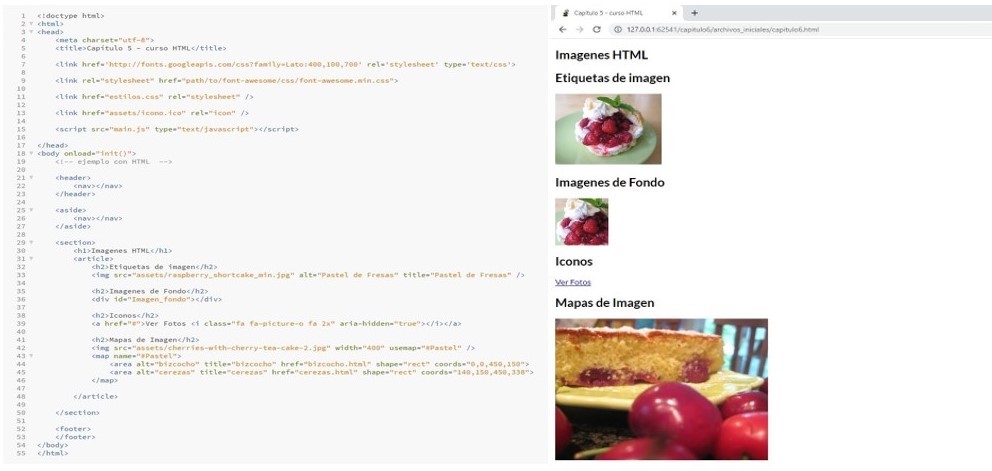 1 <!doctype html>
2 <html>
3 <head>
4 <meta charset="utf-8">
5 <title>Capítulo 5 – curso HTML</title>
6
7 <link href='http://fonts.googleapis.com/css?family=Lato:400,100,700' rel='stylesheet' type='text/css'>
8
9 <link rel="stylesheet" href="path/to/font-awesome/css/font-awesome.min.css">
10
11 <link href="estilos.css" rel="stylesheet" />
12
13 <link href="assets/icono.ico" rel="icon" />
14
15 <script src="main.js" type="text/javascript"></script>
16
17 </head>
18 <body onload="init()">
19 <!-- ejemplo con HTML -->
20
21 <header>
22 <nav></nav>
23 </header>
24
25 <aside>
26 <nav></nav>
27 </aside>
28
29 <section>
30 <h1>Imagenes HTML</h1>
31 <article>
32 <h2>Etiquetas de imagen</h2>
33 <img src="assets/raspberry_shortcake_min.jpg" alt="Pastel de Fresas" title="Pastel de Fresas" />
34
35 <h2>Imagenes de Fondo</h2>
36 <div id="Imagen_fondo"></div>
37
38 <h2>Iconos</h2>
39 <a href="#">Ver Fotos <i class="fa fa-picture-o fa 2x" aria-hidden="true"></i></a>
40
41 <h2>Mapas de Imagen</h2>
42 <img src="assets/cherries-with-cherry-tea-cake-2.jpg" width="400" usemap="#Pastel" />
43 <map name="#Pastel">
44 <area alt="bizcocho" title="bizcocho" href="bizcocho.html" shape="rect" coords="0,0,450,150">
45 <area alt="cerezas" title="cerezas" href="cerezas.html" shape="rect" coords="140,150,450,338">
46 </map>
47
48 </article>
49
50 </section>
51
52 <footer>
53 </footer>
54 </body>
55 </html>
Capítulo 5 – curso HTML
127.0.0.1:62541/capitulo6/archivos_iniciales/capitulo6.html
Imagenes HTML
Etiquetas de imagen
Imagenes de Fondo
Iconos
Ver Fotos
Mapas de Imagen